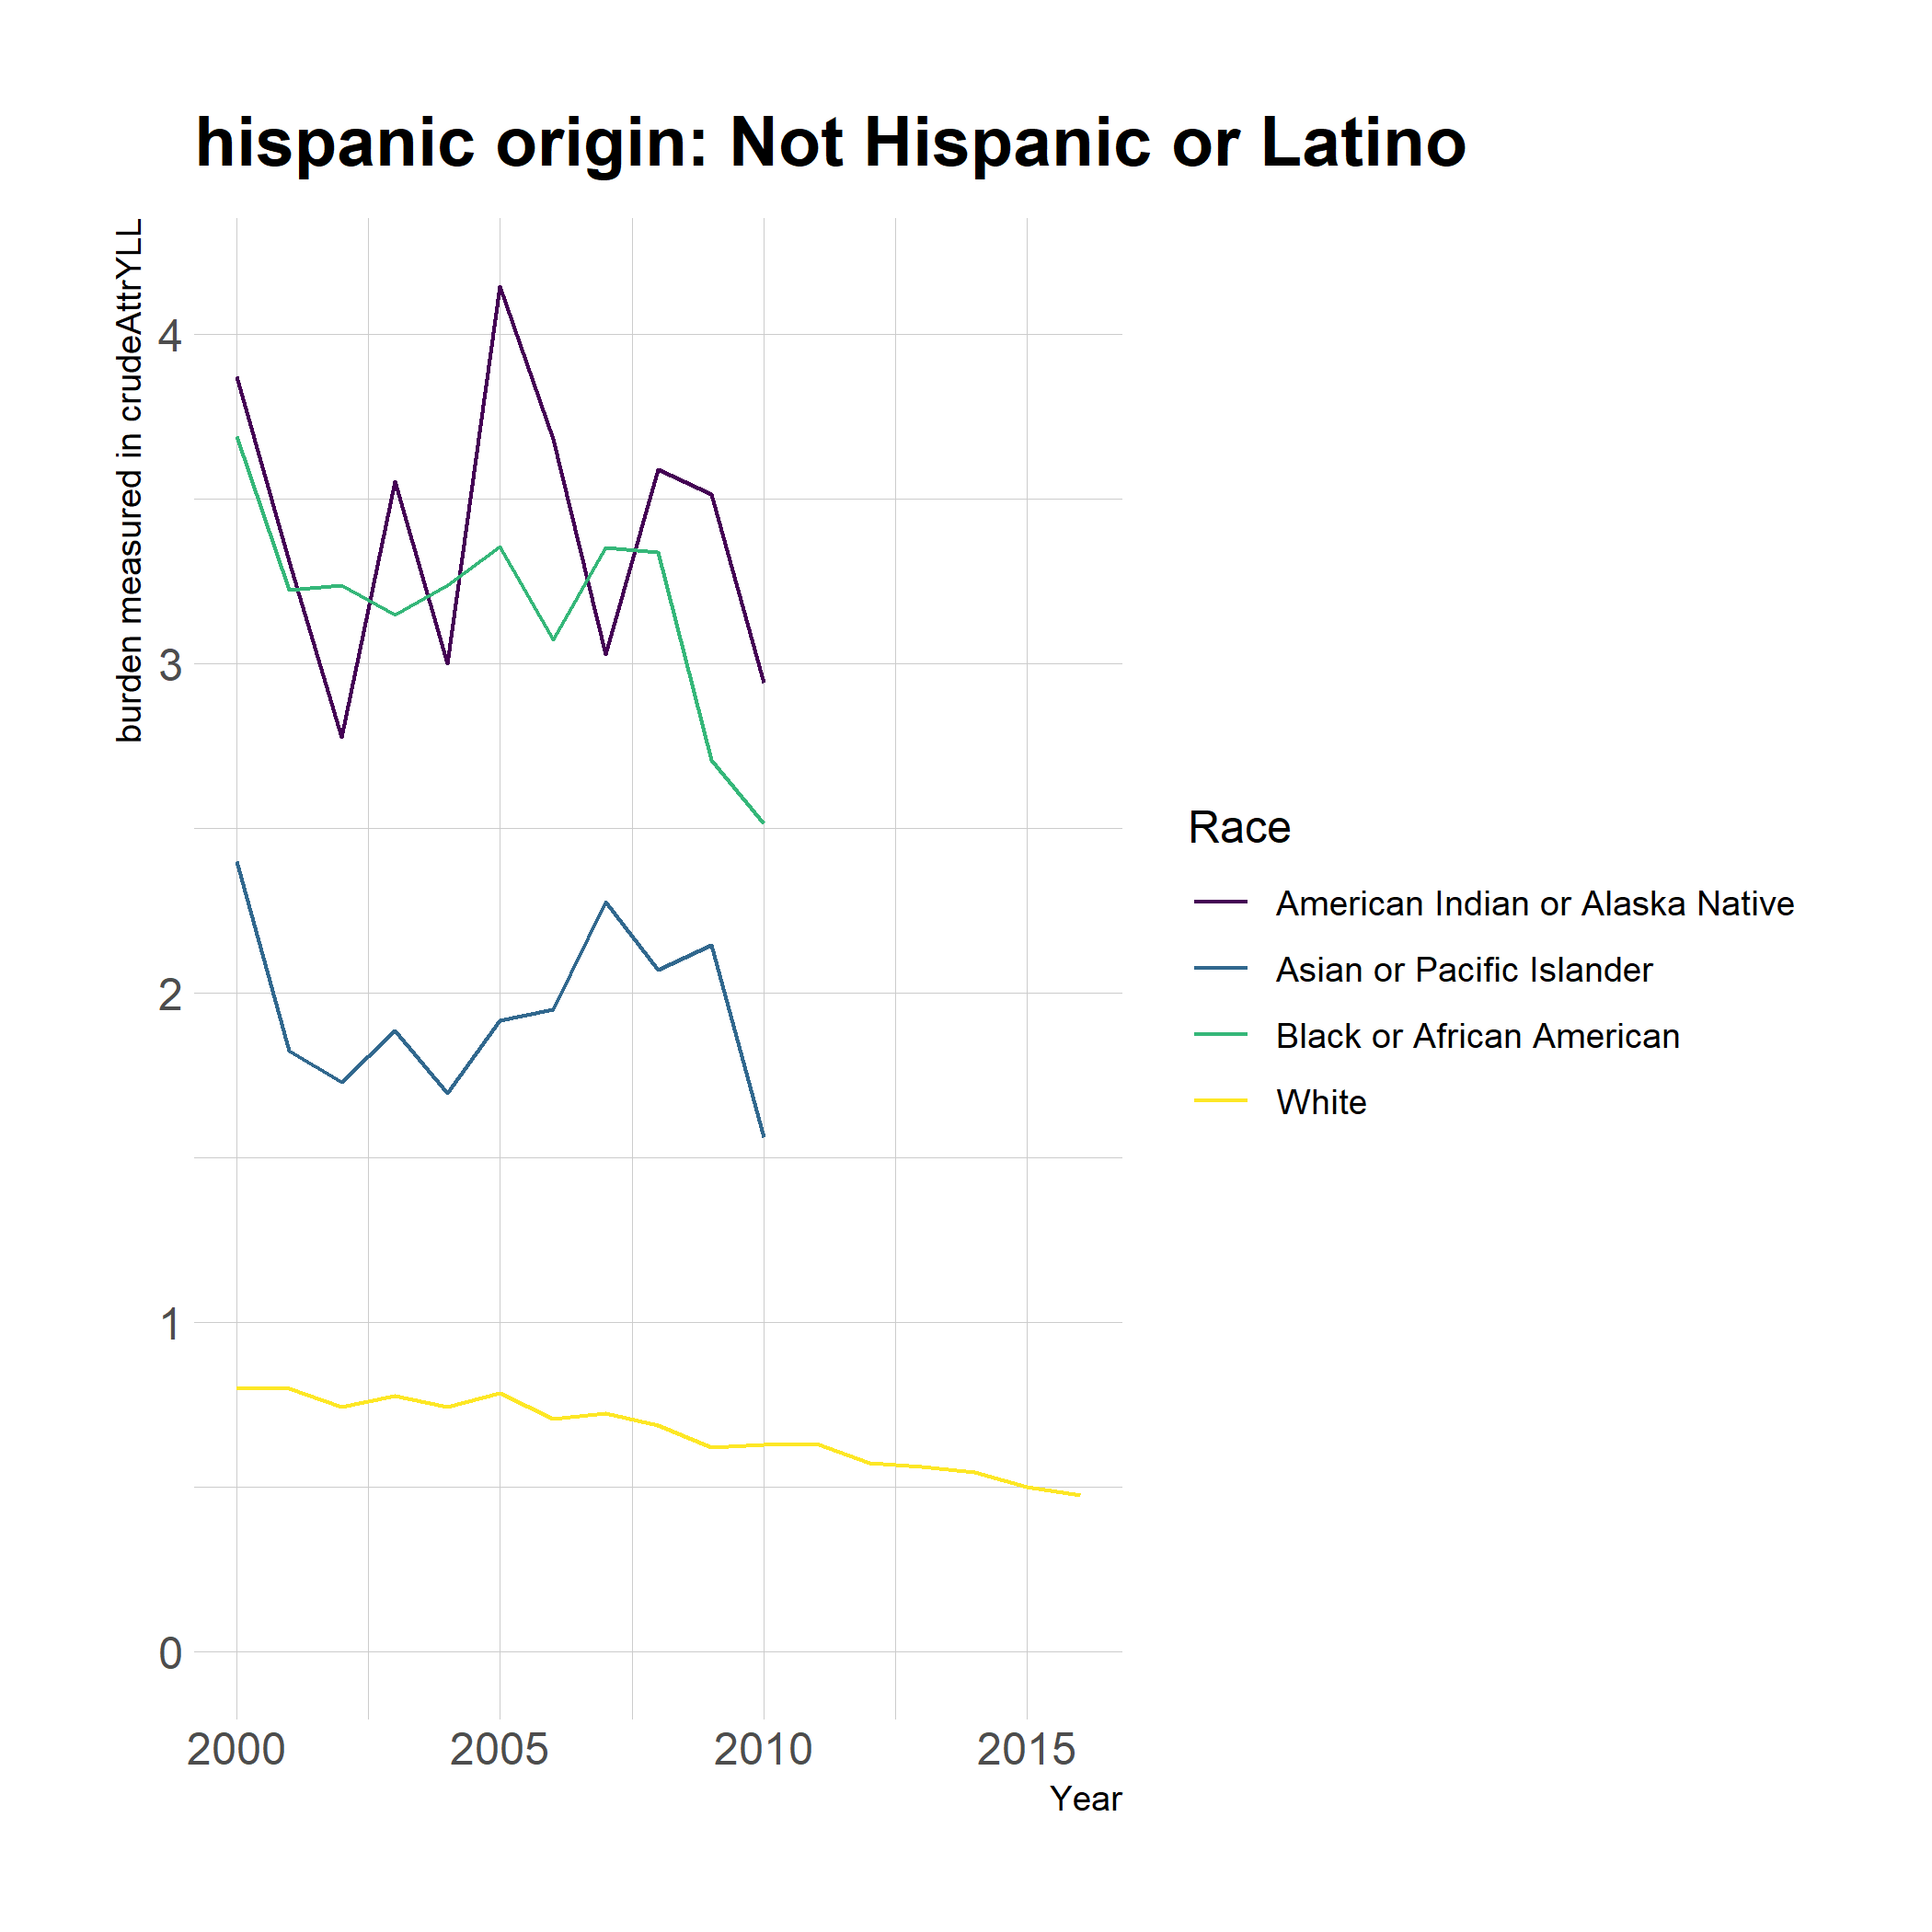 hispanic origin: Not Hispanic or Latino
burden measured in crudeAttrYLL
4
3
2
1
0
2000 2005 2010 2015
Year
Race
American Indian or Alaska Native
Asian or Pacific Islander
Black or African American
White